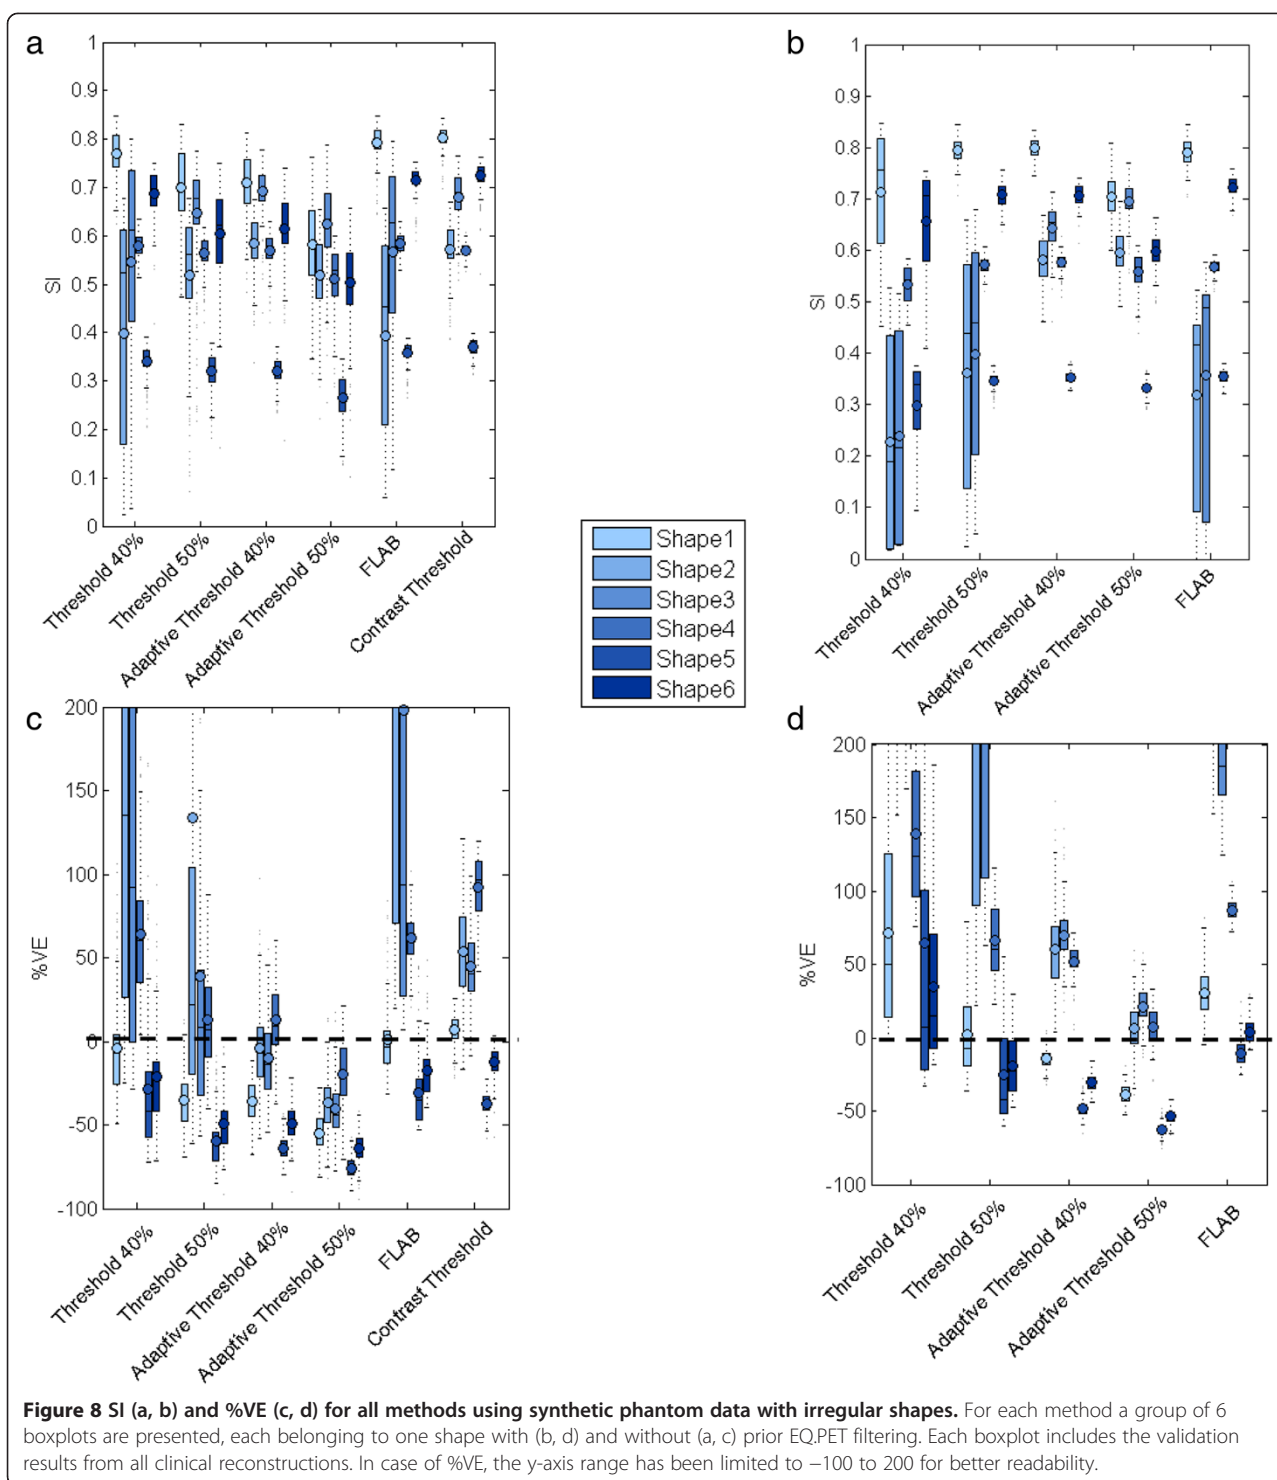 a
1
0.9
0.8
0.7
0.6
0.5
0.4
0.3
0.2
0.1
0
SI
Threshold 40%
Threshold 50%
Adaptive Threshold 40%
Adaptive Threshold 50%
FLAB
Contrast Threshold
b
1
0.9
0.8
0.7
0.6
0.5
0.4
0.3
0.2
0.1
0
SI
Threshold 40%
Threshold 50%
Adaptive Threshold 40%
Adaptive Threshold 50%
FLAB
Shape1
Shape2
Shape3
Shape4
Shape5
Shape6
c
200
150
100
50
0
-50
-100
%VE
Threshold 40%
Threshold 50%
Adaptive Threshold 40%
Adaptive Threshold 50%
FLAB
Contrast Threshold
d
200
150
100
50
0
-50
-100
%VE
Threshold 40%
Threshold 50%
Adaptive Threshold 40%
Adaptive Threshold 50%
FLAB
Figure 8 SI (a, b) and %VE (c, d) for all methods using synthetic phantom data with irregular shapes. For each method a group of 6
boxplots are presented, each belonging to one shape with (b, d) and without (a, c) prior EQ.PET filtering. Each boxplot includes the validation
results from all clinical reconstructions. In case of %VE, the y-axis range has been limited to −100 to 200 for better readability.